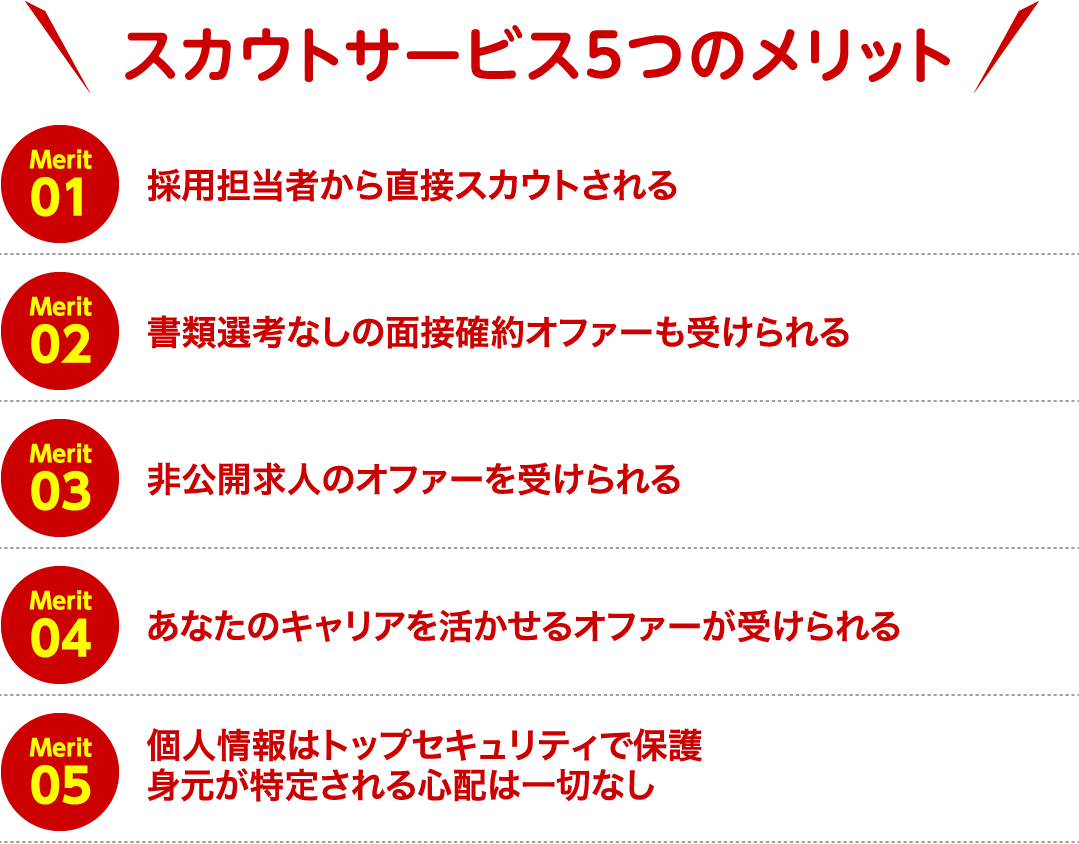 スカウトサービス5つのメリット
Merit
01
採用担当者から直接スカウトされる
Merit
02
書類選考なしの面接確約オファーも受けられる
Merit
03
非公開求人のオファーを受けられる
Merit
04
あなたのキャリアを活かせるオファーが受けられる
Merit
05
個人情報はトップセキュリティで保護
身元が特定される心配は一切なし